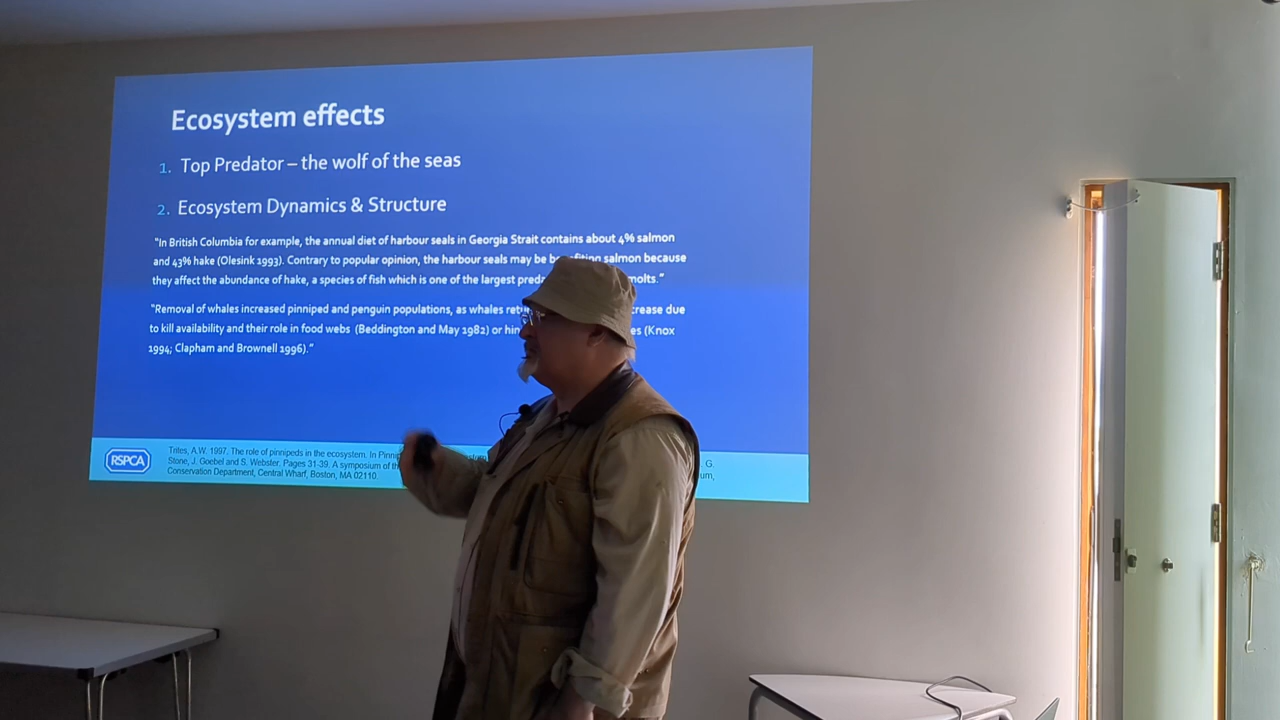 Ecosystem effects
1. Top Predator – the wolf of the seas
2. Ecosystem Dynamics & Structure
"In British Columbia for example, the annual diet of harbour seals in Georgia Strait contains about 4% salmon
and 43% hake (Olesink 1993). Contrary to popular opinion, the harbour seals may be salmon because
they affect the abundance of hake, a species of fish which is one of the largest molts."
"Removal of whales increased pinniped and penguin populations, as whales due
to kill availability and their role in food webs (Beddington and May 1982) or (Knox
1994; Clapham and Brownell 1996)."
RSPCA
Trites, A.W. 1997. The role of pinnipeds in the ecosystem. In G.
Stone, J. Goebel and S. Webster. Pages 31-39. A symposium of
Conservation Department, Central Wharf, Boston, MA 02110.